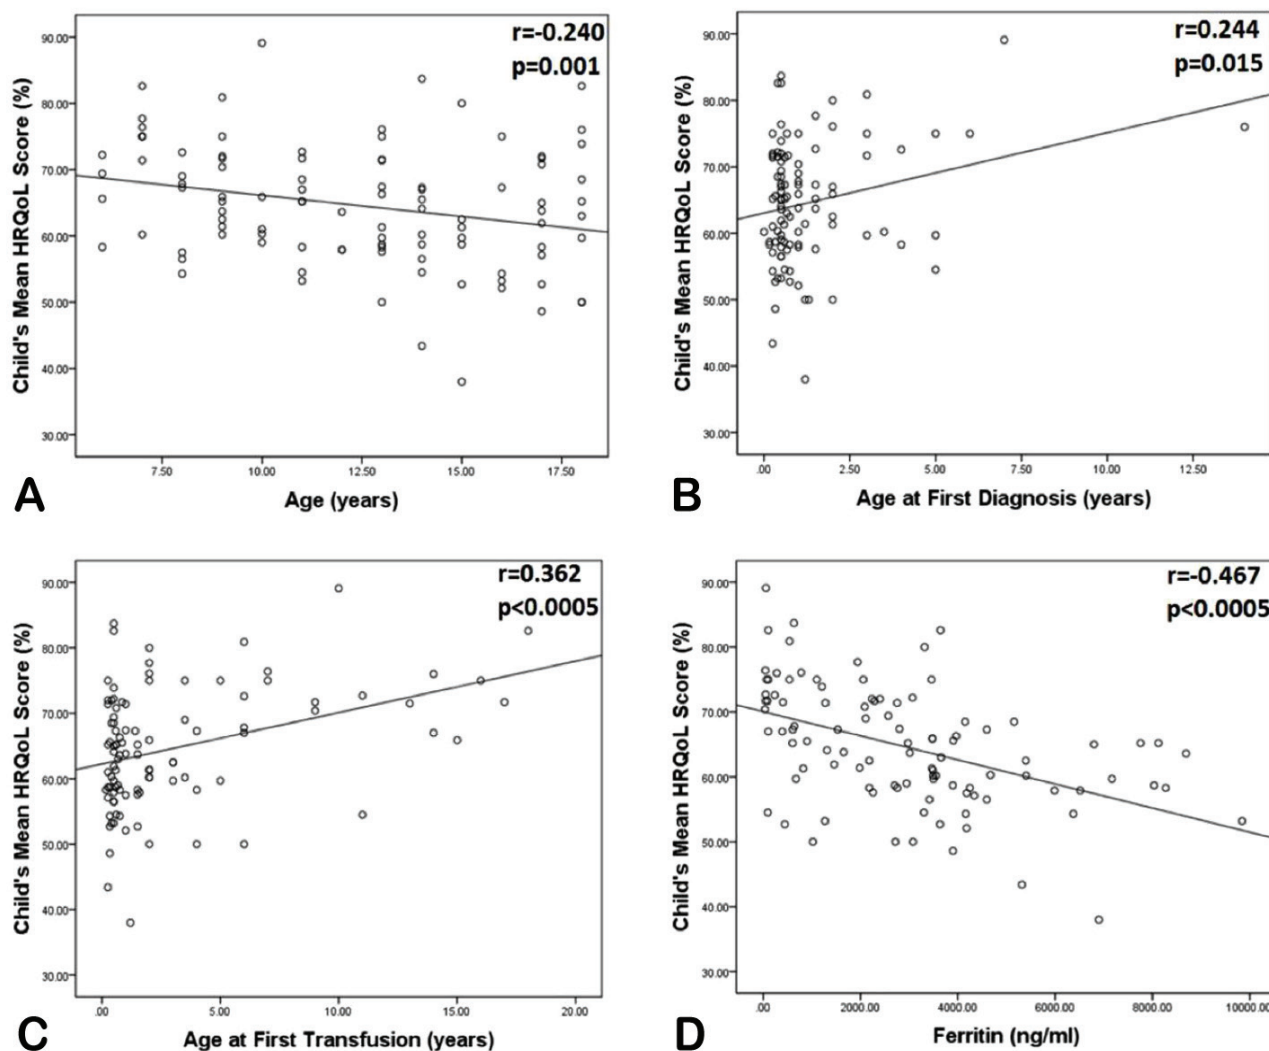 r=-0.240
p=0.001
90.00
80.00
70.00
60.00
50.00
40.00
30.00
Child's Mean HRQoL Score (%)
7.50 10.00 12.50 15.00 17.50
Age (years)
A
r=0.244
p=0.015
90.00
80.00
70.00
60.00
50.00
40.00
30.00
Child's Mean HRQoL Score (%)
.00 2.50 5.00 7.50 10.00 12.50
Age at First Diagnosis (years)
B
r=0.362
p<0.0005
90.00
80.00
70.00
60.00
50.00
40.00
30.00
Child's Mean HRQoL Score (%)
.00 5.00 10.00 15.00 20.00
Age at First Transfusion (years)
C
r=-0.467
p<0.0005
90.00
80.00
70.00
60.00
50.00
40.00
30.00
Child's Mean HRQoL Score (%)
.00 2000.00 4000.00 6000.00 8000.00 10000.00
Ferritin (ng/ml)
D